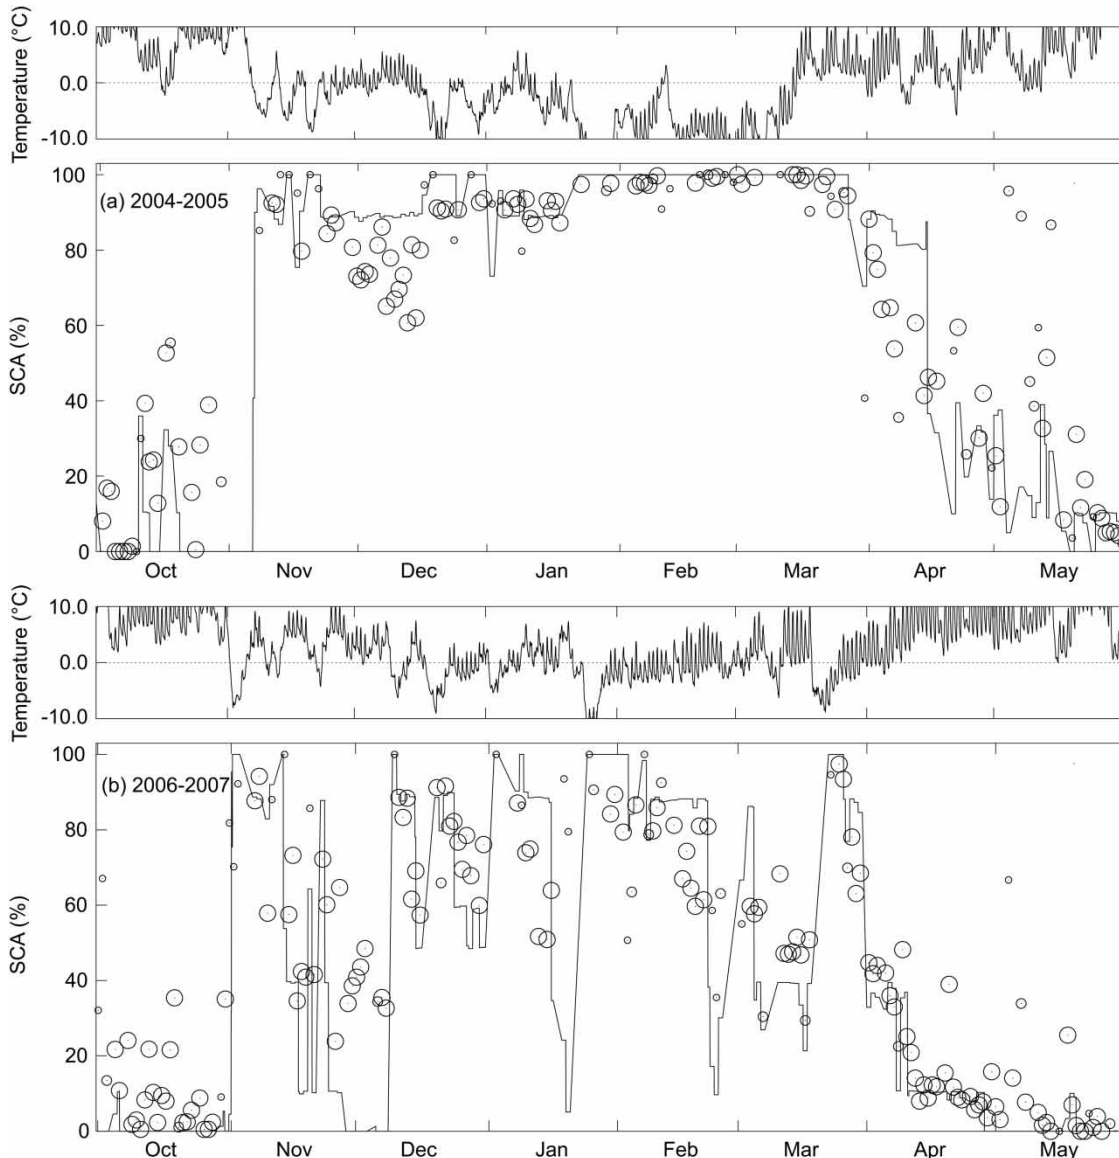 Temperature (°C)
10.0
0.0
-10.0
SCA (%)
100
80
60
40
20
0
(a) 2004-2005
Oct Nov Dec Jan Feb Mar Apr May
Temperature (°C)
10.0
0.0
-10.0
SCA (%)
100
80
60
40
20
0
(b) 2006-2007
Oct Nov Dec Jan Feb Mar Apr May